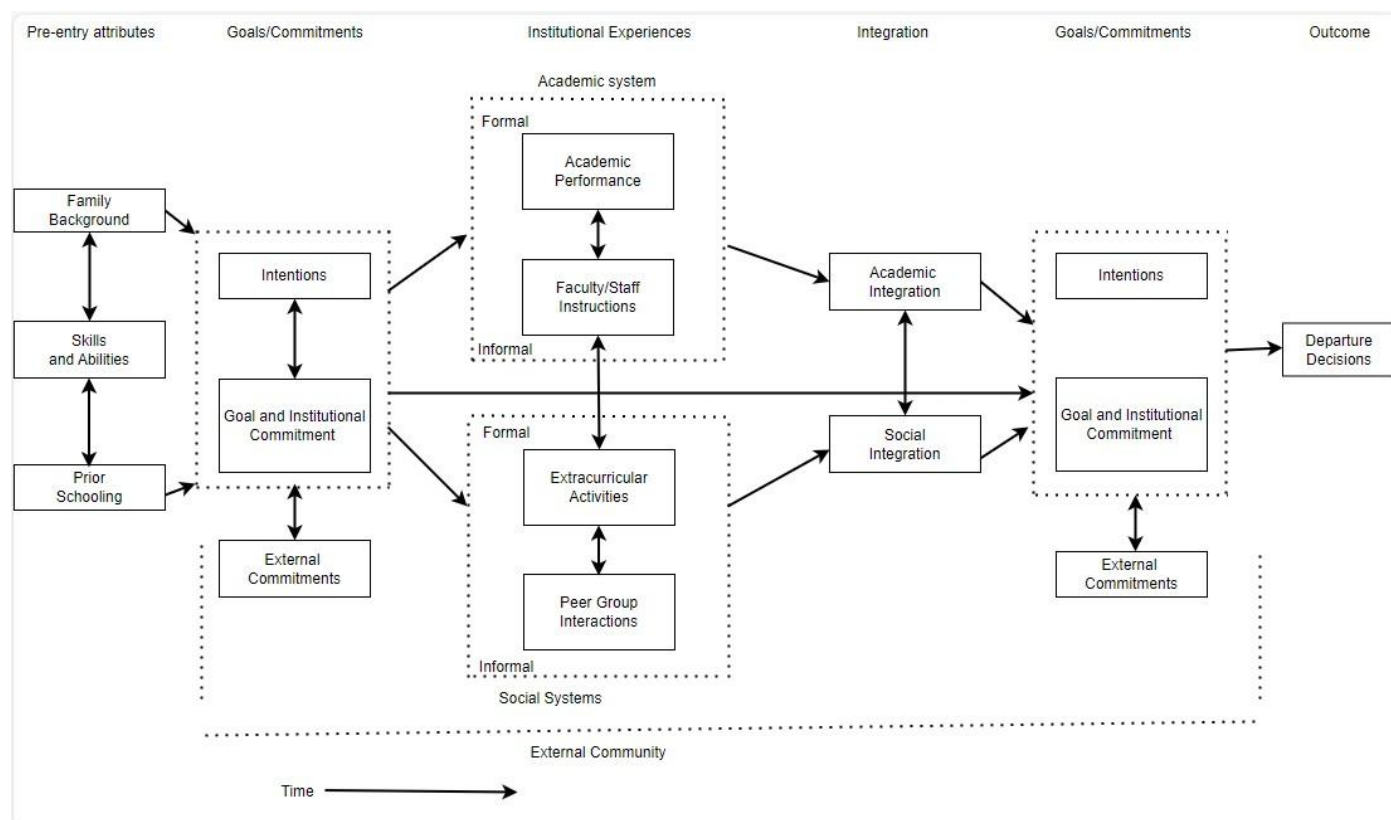 Pre-entry attributes
Goals/Commitments
Institutional Experiences
Integration
Goals/Commitments
Outcome
Academic system
Formal
Academic
Performance
Faculty/Staff
Instructions
Informal
Family
Background
Skills
and Abilities
Prior
Schooling
Intentions
Goal and Institutional
Commitment
External
Commitments
Formal
Extracurricular
Activities
Peer Group
Interactions
Informal
Social Systems
Academic
Integration
Social
Integration
Intentions
Goal and Institutional
Commitment
External
Commitments
Departure
Decisions
External Community
Time